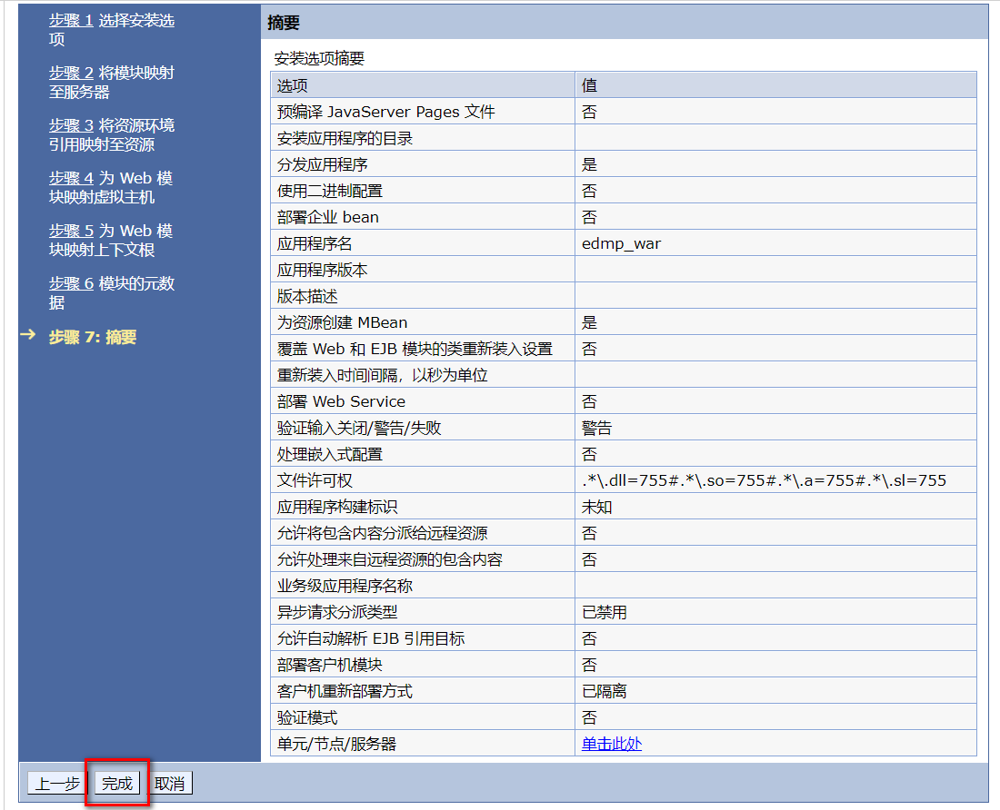 步骤 1 选择安装选
项
步骤 2 将模块映射
至服务器
步骤 3 将资源环境
引用映射至资源
步骤 4 为 Web 模
块映射虚拟主机
步骤 5 为 Web 模
块映射上下文根
步骤 6 模块的元数
据
步骤 7: 摘要
摘要
安装选项摘要
选项 值
预编译 JavaServer Pages 文件 否
安装应用程序的目录
分发应用程序 是
使用二进制配置 否
部署企业 bean 否
应用程序名 edmp_war
应用程序版本
版本描述
为资源创建 MBean 是
覆盖 Web 和 EJB 模块的类重新装入设置 否
重新装入时间间隔，以秒为单位
部署 Web Service 否
验证输入关闭/警告/失败 警告
处理嵌入式配置 否
文件许可权 .*\.dll=755#.*\.so=755#.*\.a=755#.*\.sl=755
应用程序构建标识 未知
允许将包含内容分派给远程资源 否
允许处理来自远程资源的包含内容 否
业务级应用程序名称
异步请求分派类型 已禁用
允许自动解析 EJB 引用目标 否
部署客户机模块 否
客户机重新部署方式 已隔离
验证模式 否
单元/节点/服务器 单击此处
上一步 完成 取消